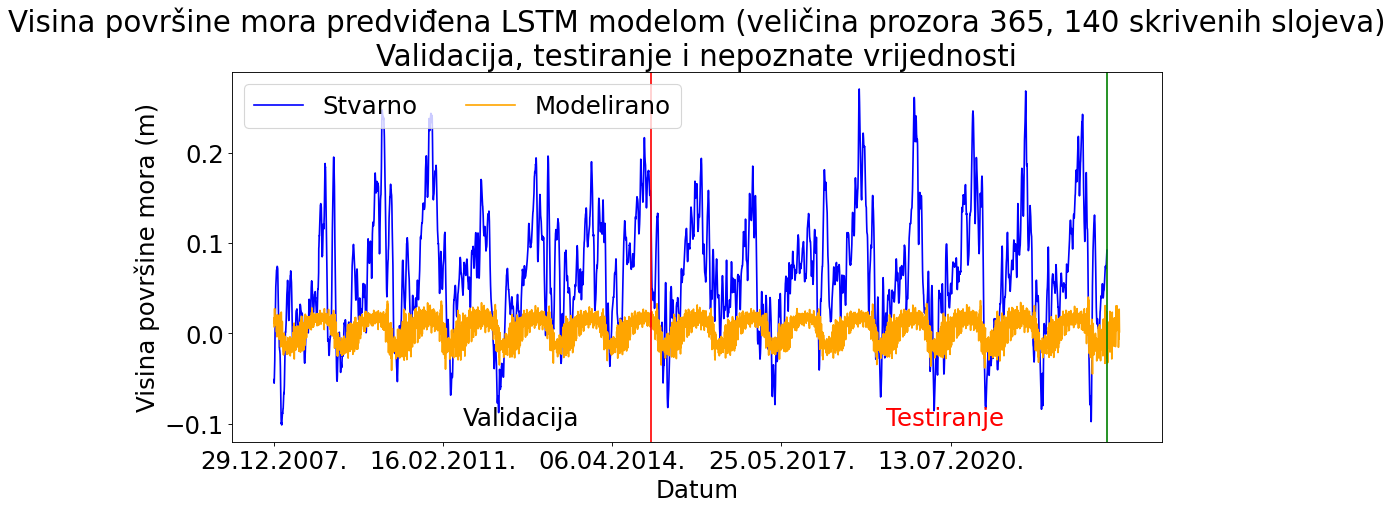 Visina površine mora predviđena LSTM modelom (veličina prozora 365, 140 skrivenih slojeva)
Validacija, testiranje i nepoznate vrijednosti
Stvarno
Modelirano
Visina površine mora (m)
0.2
0.1
0.0
−0.1
Validacija
Testiranje
29.12.2007.
16.02.2011.
06.04.2014.
25.05.2017.
13.07.2020.
Datum